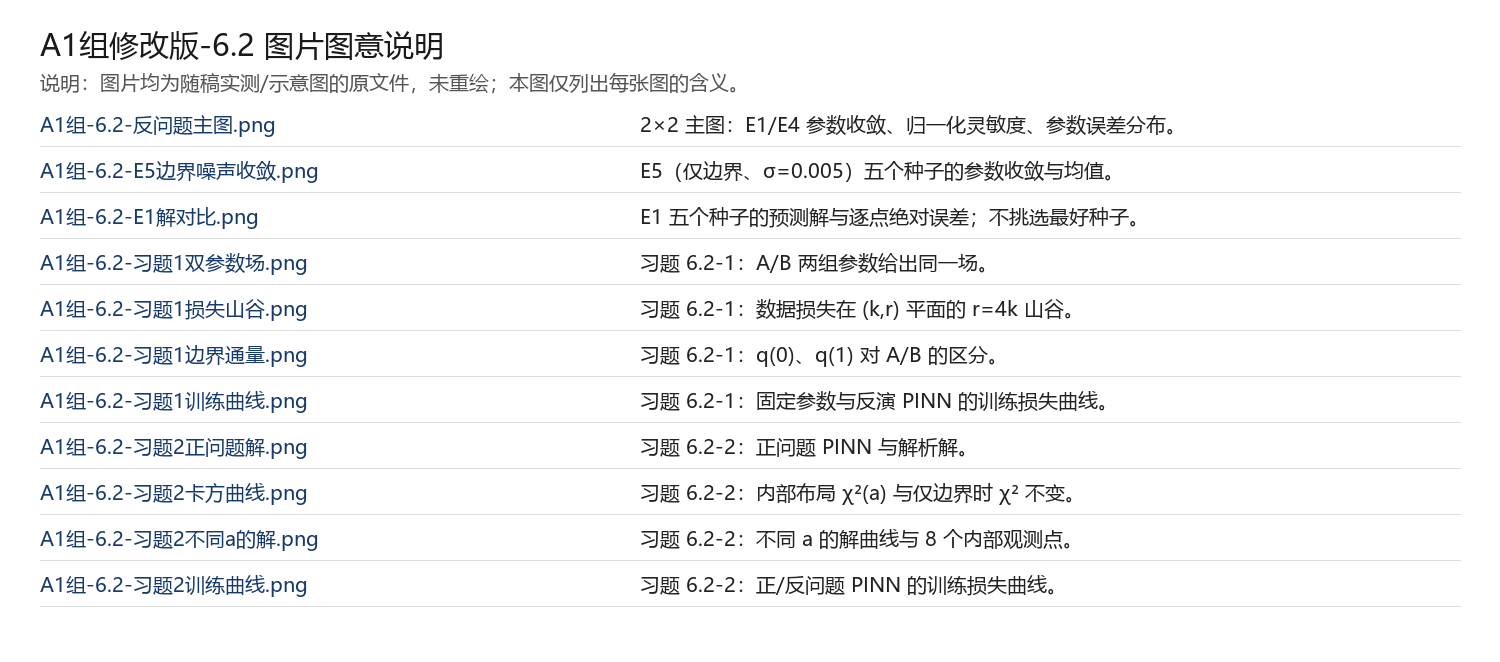 A1组修改版-6.2 图片图意说明
说明：图片均为随稿实测/示意图的原文件，未重绘；本图仅列出每张图的含义。
A1组-6.2-反问题主图.png 2×2 主图：E1/E4 参数收敛、归一化灵敏度、参数误差分布。
A1组-6.2-E5边界噪声收敛.png E5（仅边界、σ=0.005）五个种子的参数收敛与均值。
A1组-6.2-E1解对比.png E1 五个种子的预测解与逐点绝对误差；不挑选最好种子。
A1组-6.2-习题1双参数场.png 习题 6.2-1：A/B 两组参数给出同一场。
A1组-6.2-习题1损失山谷.png 习题 6.2-1：数据损失在 (k,r) 平面的 r=4k 山谷。
A1组-6.2-习题1边界通量.png 习题 6.2-1：q(0)、q(1) 对 A/B 的区分。
A1组-6.2-习题1训练曲线.png 习题 6.2-1：固定参数与反演 PINN 的训练损失曲线。
A1组-6.2-习题2正问题解.png 习题 6.2-2：正问题 PINN 与解析解。
A1组-6.2-习题2卡方曲线.png 习题 6.2-2：内部布局 χ²(a) 与仅边界时 χ² 不变。
A1组-6.2-习题2不同a的解.png 习题 6.2-2：不同 a 的解曲线与 8 个内部观测点。
A1组-6.2-习题2训练曲线.png 习题 6.2-2：正/反问题 PINN 的训练损失曲线。